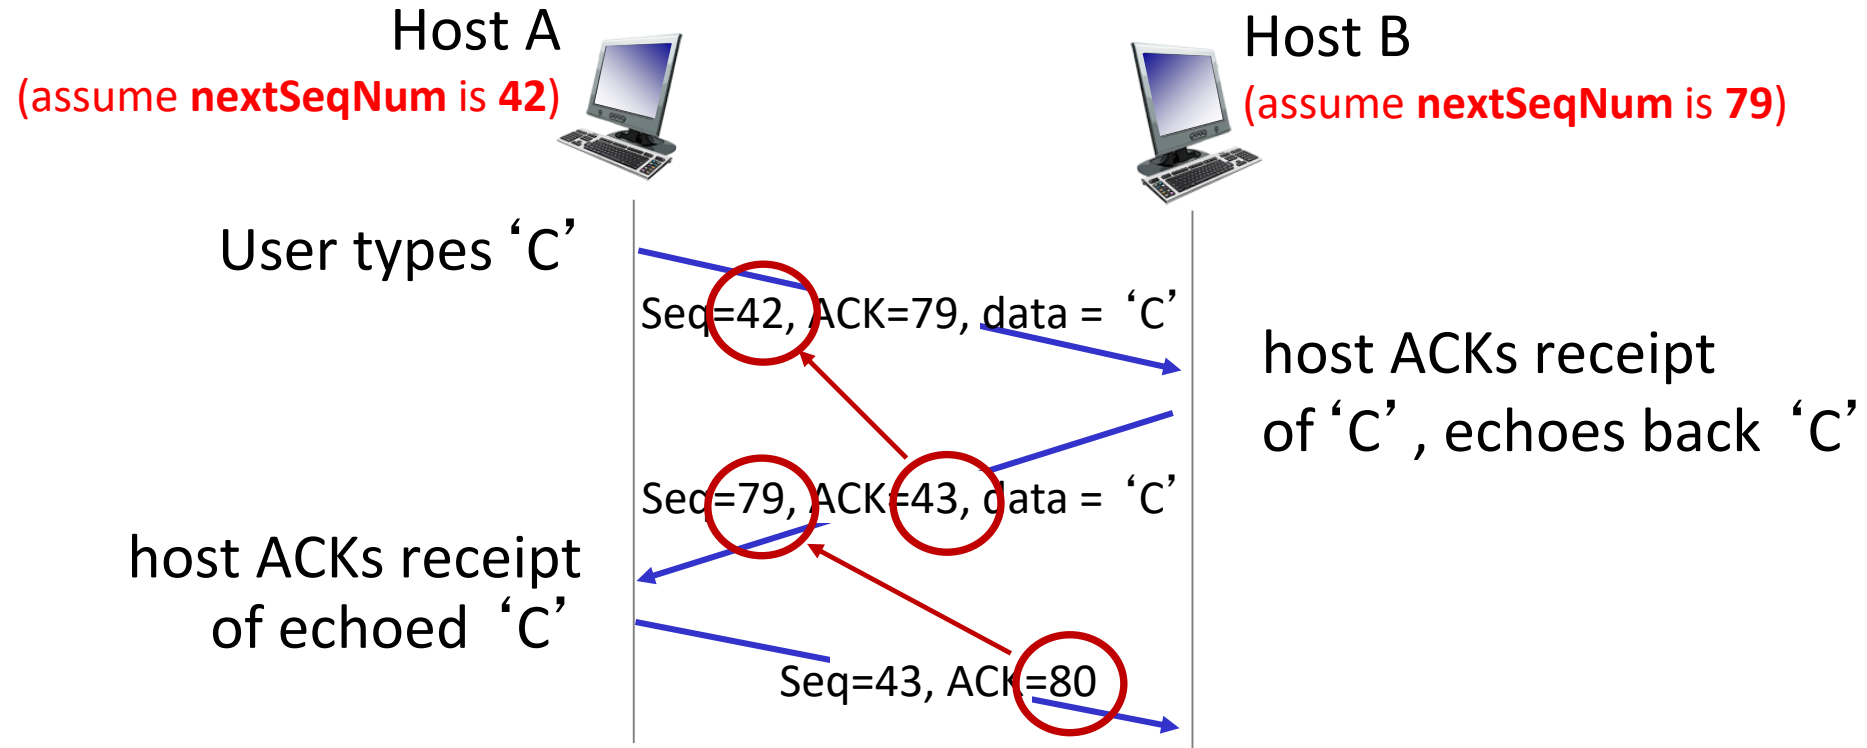 Host A
(assume nextSeqNum is 42)
Host B
(assume nextSeqNum is 79)
User types ‘C’
Seq=42, ACK=79, data = ‘C’
host ACKs receipt
of ‘C’, echoes back ‘C’
Seq=79, ACK=43, data = ‘C’
host ACKs receipt
of echoed ‘C’
Seq=43, ACK=80